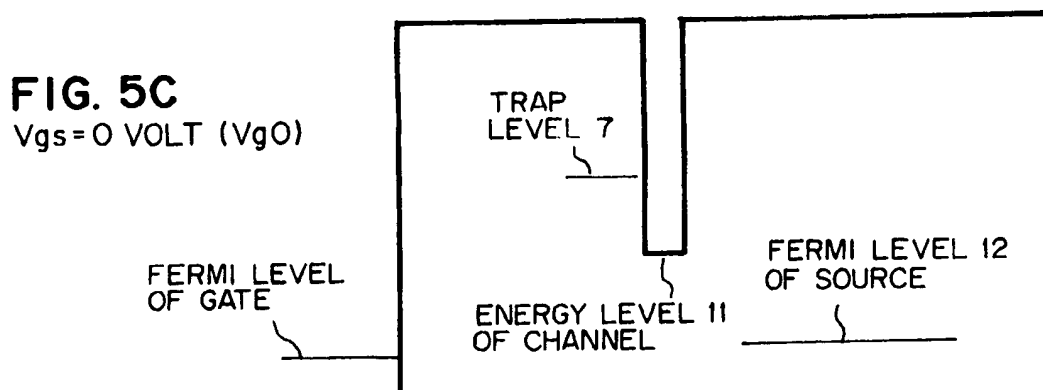 FIG. 5C
Vgs = 0 VOLT (Vg0)
TRAP
LEVEL 7
FERMI LEVEL
OF GATE
ENERGY LEVEL 11
OF CHANNEL
FERMI LEVEL 12
OF SOURCE